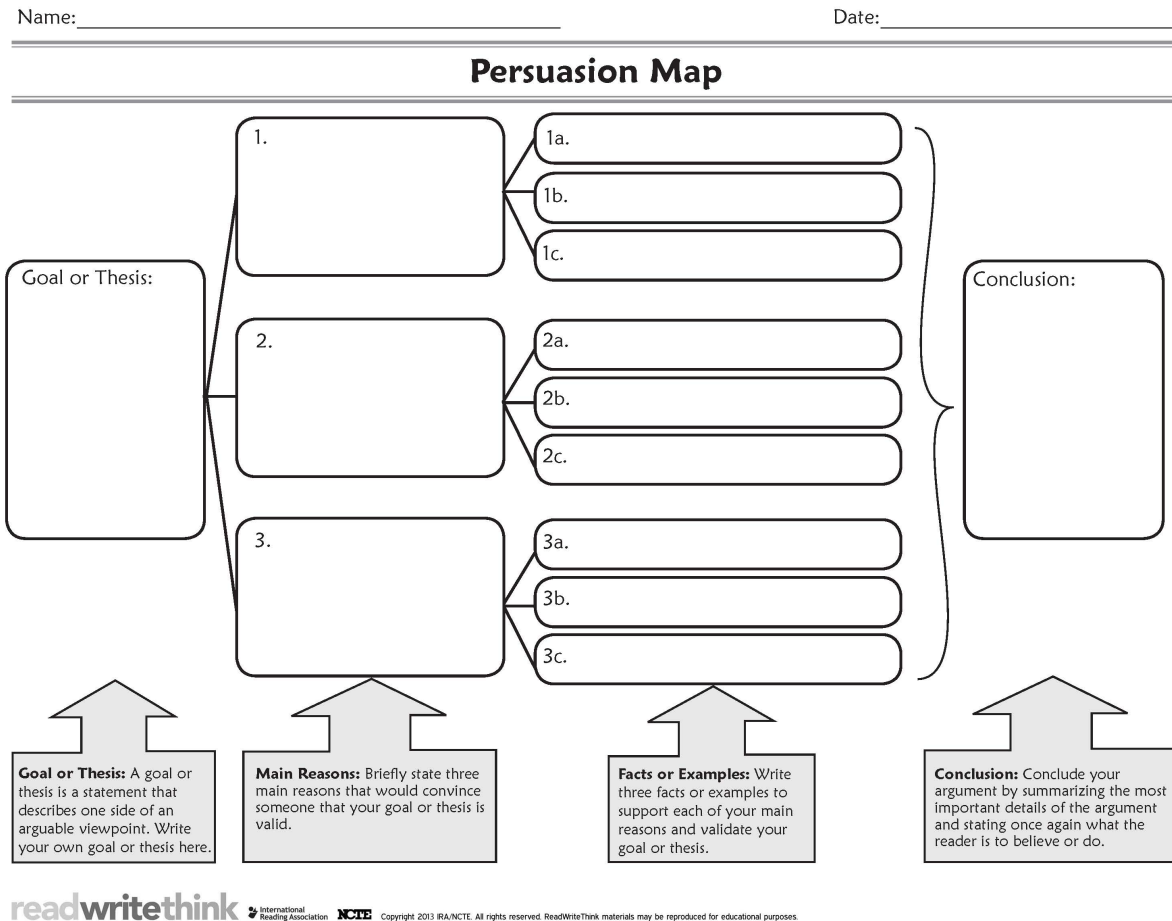 Name:
Date:
Persuasion Map
Goal or Thesis:
1.
1a.
1b.
1c.
2.
2a.
2b.
2c.
3.
3a.
3b.
3c.
Conclusion:
Goal or Thesis: A goal or
thesis is a statement that
describes one side of an
arguable viewpoint. Write
your own goal or thesis here.
Main Reasons: Briefly state three
main reasons that would convince
someone that your goal or thesis is
valid.
Facts or Examples: Write
three facts or examples to
support each of your main
reasons and validate your
goal or thesis.
Conclusion: Conclude your
argument by summarizing the most
important details of the argument
and stating once again what the
reader is to believe or do.
readwritethink
International
Reading Association
NCTE
Copyright 2013 IRA/NCTE. All rights reserved. ReadWriteThink materials may be reproduced for educational purposes.